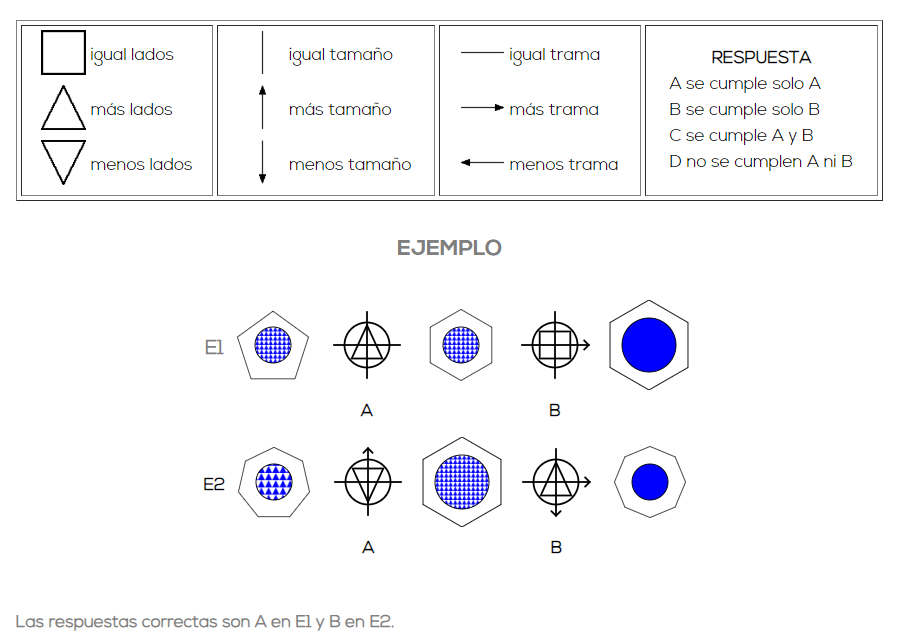 igual lados
más lados
menos lados
igual tamaño
más tamaño
menos tamaño
igual trama
más trama
menos trama
RESPUESTA
A se cumple solo A
B se cumple solo B
C se cumple A y B
D no se cumplen A ni B
EJEMPLO
E1
A
B
E2
A
B
Las respuestas correctas son A en E1 y B en E2.